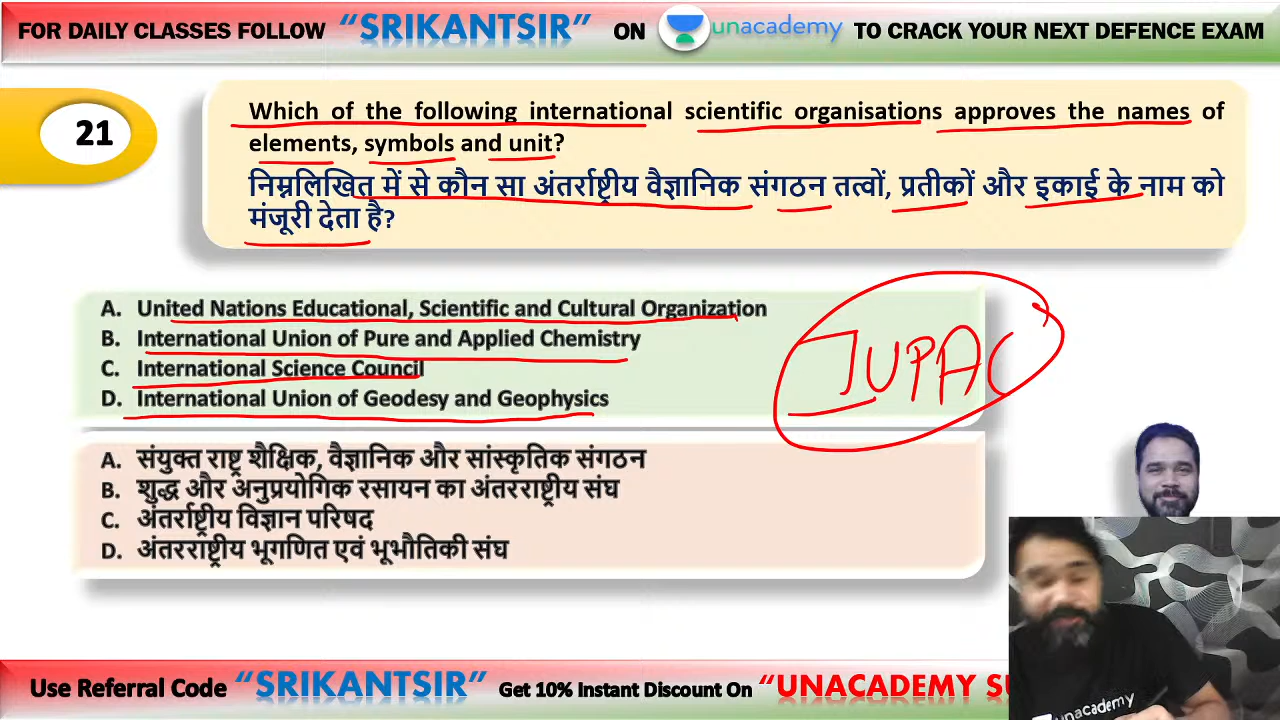 FOR DAILY CLASSES FOLLOW “SRIKANTSIR” ON unacademy TO CRACK YOUR NEXT DEFENCE EXAM
21
Which of the following international scientific organisations approves the names of
elements, symbols and unit?
निम्नलिखित में से कौन सा अंतर्राष्ट्रीय वैज्ञानिक संगठन तत्वों, प्रतीकों और इकाई के नाम को
मंजूरी देता है?
A. United Nations Educational, Scientific and Cultural Organization
B. International Union of Pure and Applied Chemistry
C. International Science Council
D. International Union of Geodesy and Geophysics
IUPAC
A. संयुक्त राष्ट्र शैक्षिक, वैज्ञानिक और सांस्कृतिक संगठन
B. शुद्ध और अनुप्रयोगिक रसायन का अंतरराष्ट्रीय संघ
C. अंतर्राष्ट्रीय विज्ञान परिषद
D. अंतरराष्ट्रीय भूगणित एवं भूभौतिकी संघ
unacademy
Use Referral Code “SRIKANTSIR” Get 10% Instant Discount On “UNACADEMY